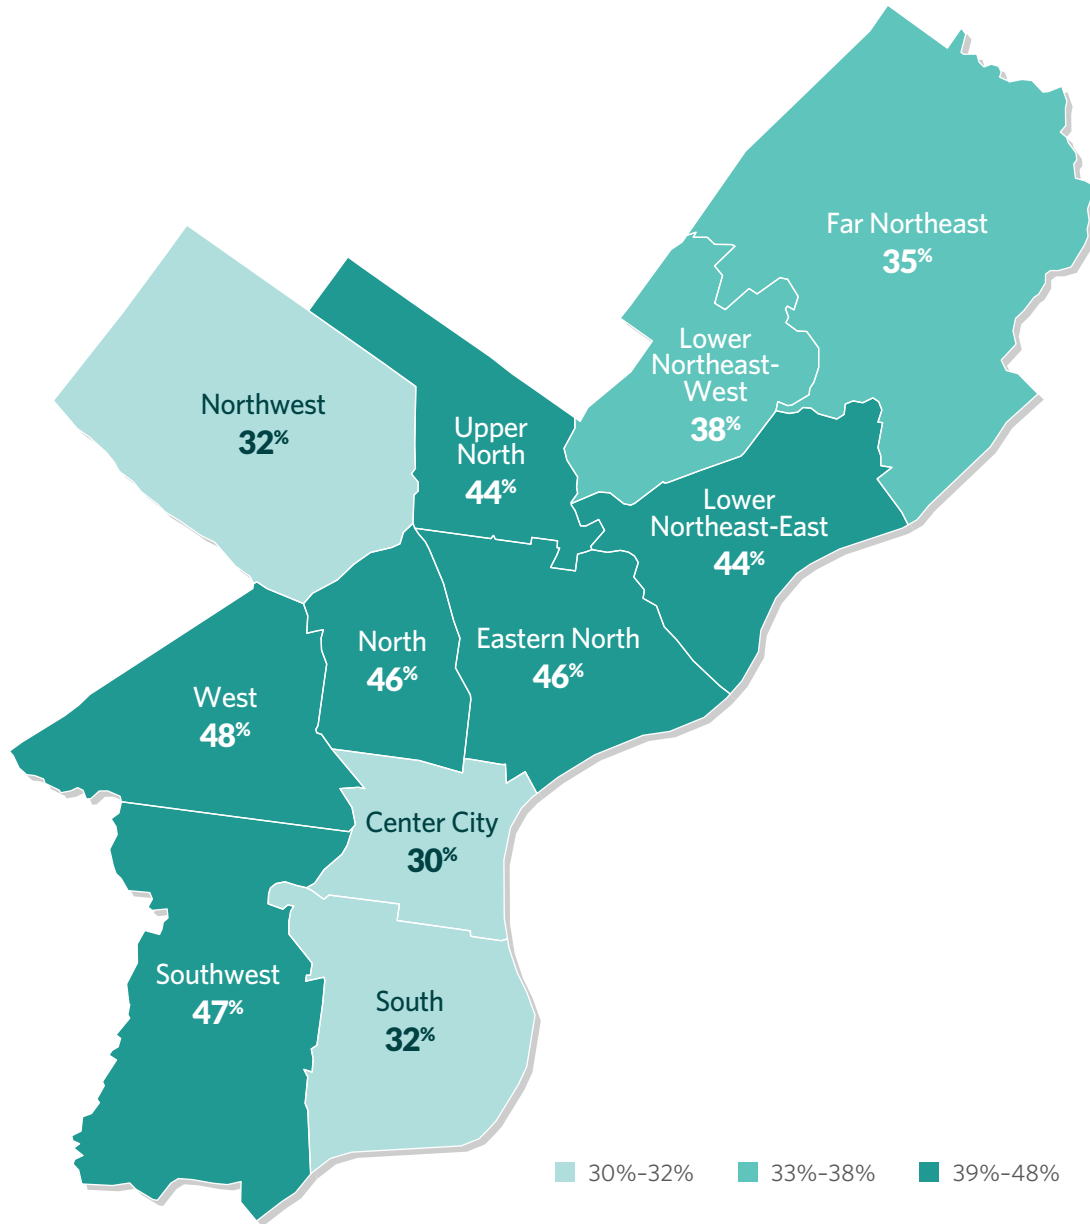 Far Northeast
35%
Lower
Northeast-
West
38%
Northwest
32%
Upper
North
44%
Lower
Northeast-East
44%
North
46%
Eastern North
46%
West
48%
Center City
30%
Southwest
47%
South
32%
30%–32%
33%–38%
39%–48%